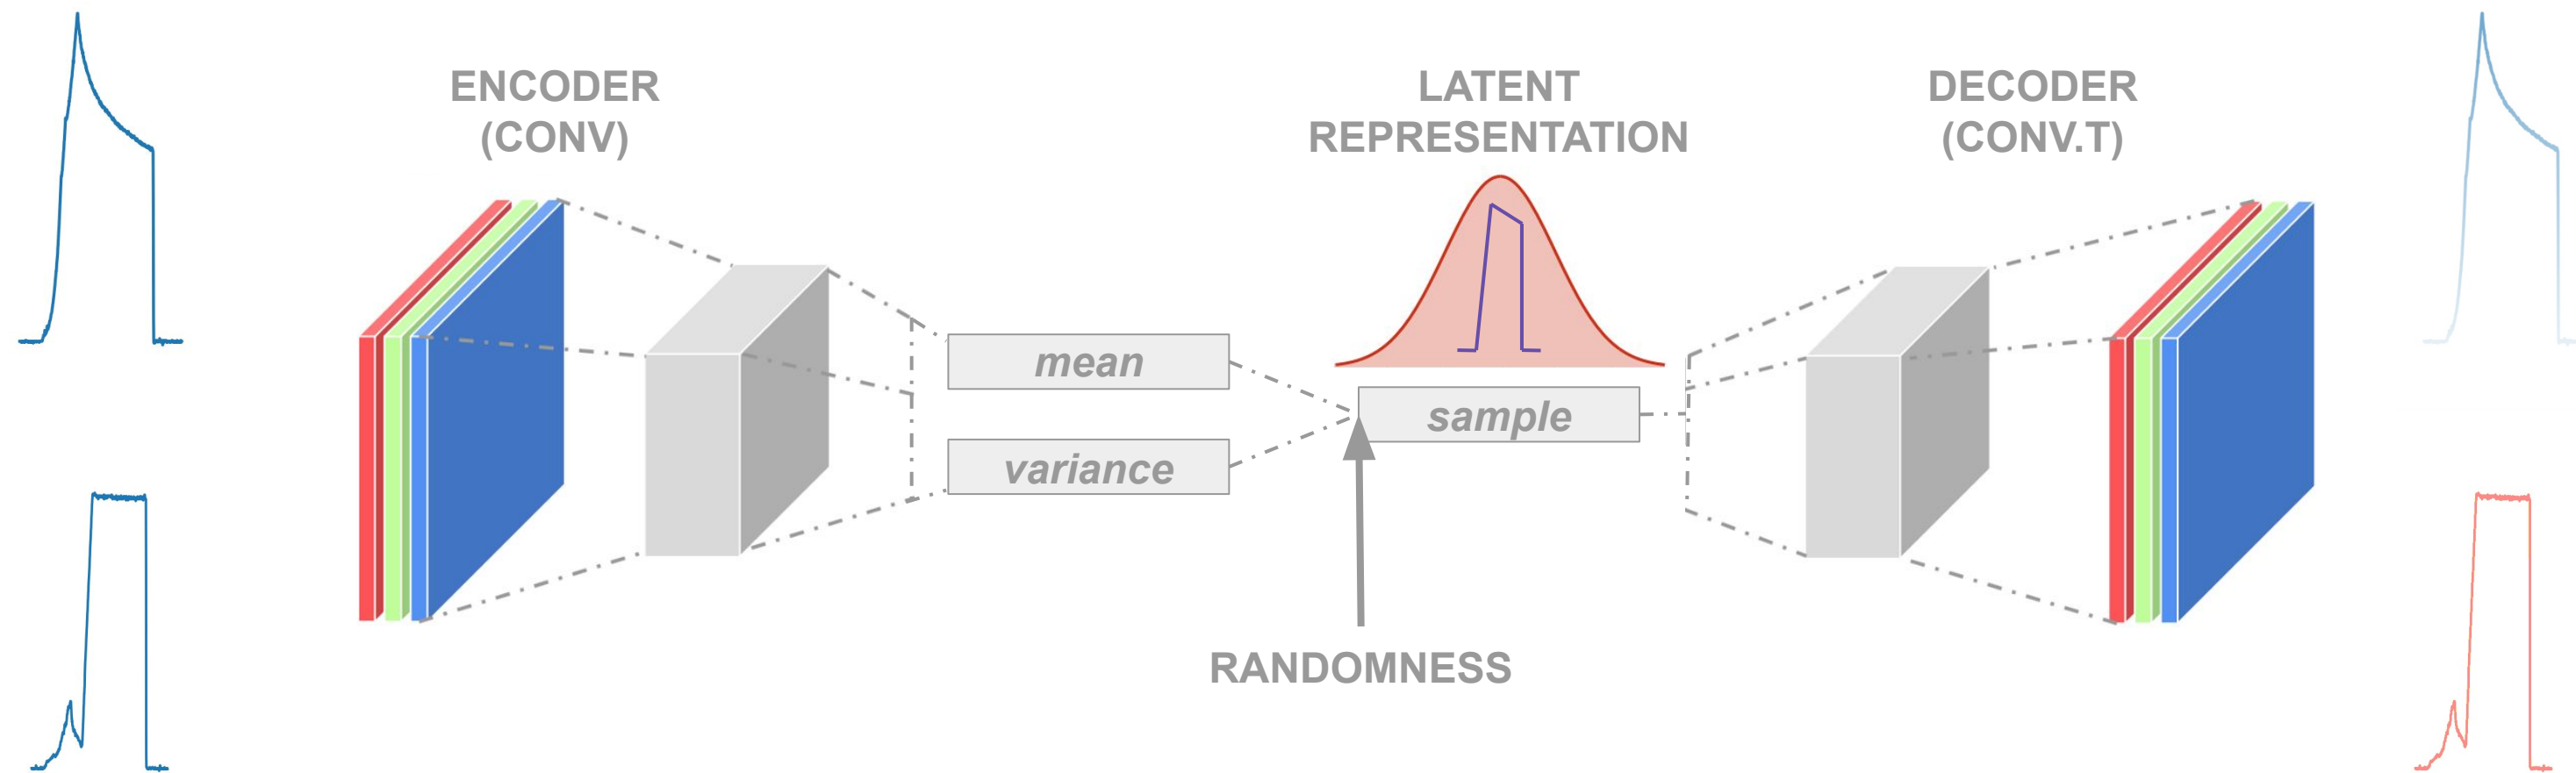 ENCODER
(CONV)
LATENT
REPRESENTATION
DECODER
(CONV.T)
mean
variance
sample
RANDOMNESS